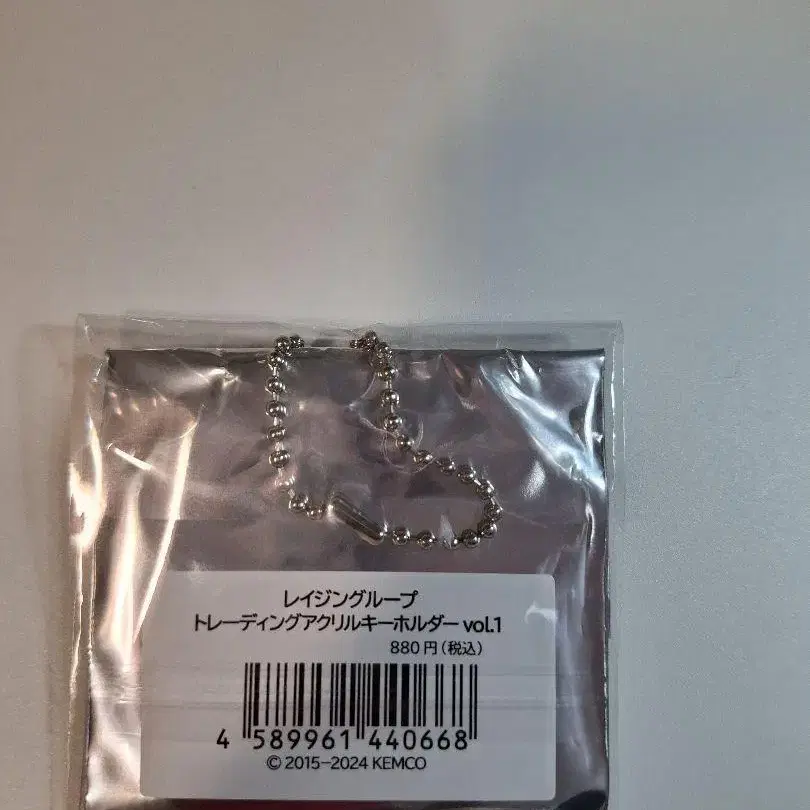 レイジングループ
トレーディングアクリルキーホルダー vol.1
880円(税込)
4 589961 440668
© 2015-2024 KEMCO